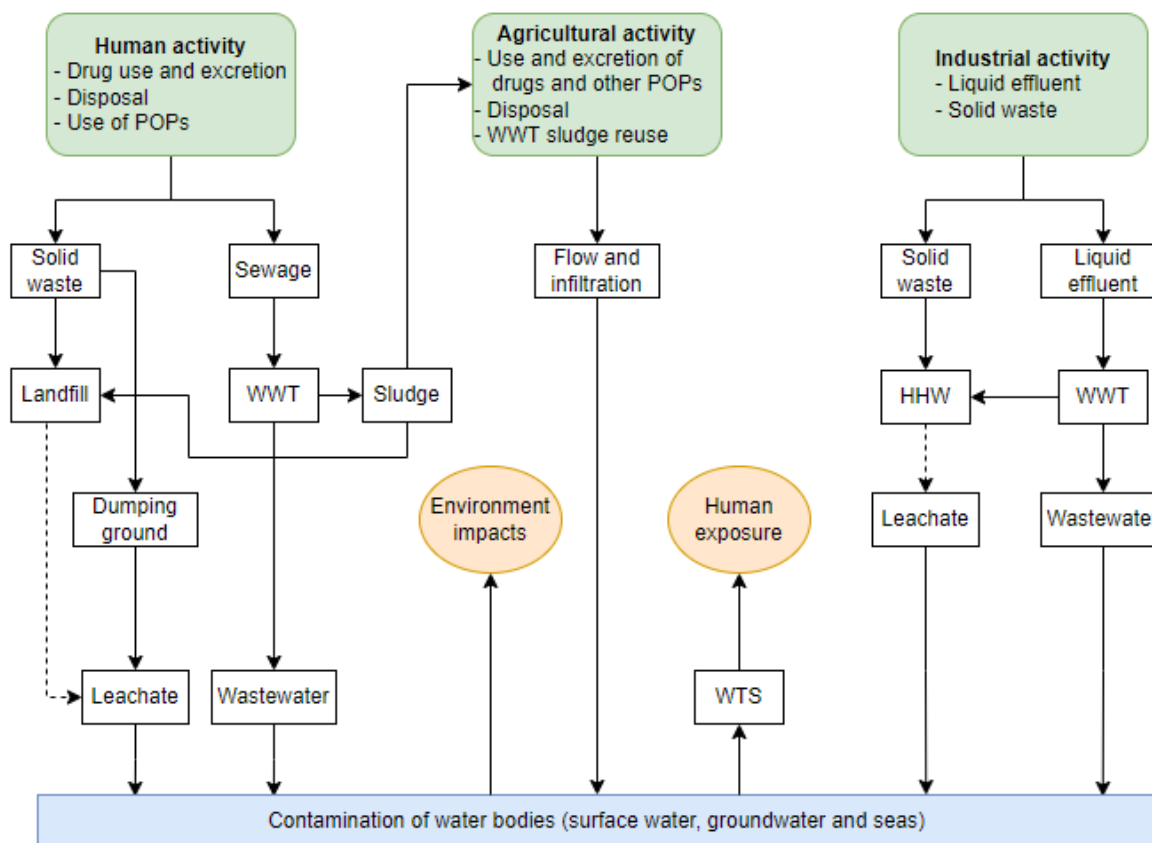 Human activity
- Drug use and excretion
- Disposal
- Use of POPs
Agricultural activity
- Use and excretion of
drugs and other POPs
- Disposal
- WWT sludge reuse
Industrial activity
- Liquid effluent
- Solid waste
Solid
waste
Sewage
Flow and
infiltration
Solid
waste
Liquid
effluent
Landfill
WWT
Sludge
HHW
WWT
Dumping
ground
Environment
impacts
Human
exposure
Leachate
Wastewater
Leachate
Wastewater
WTS
Contamination of water bodies (surface water, groundwater and seas)